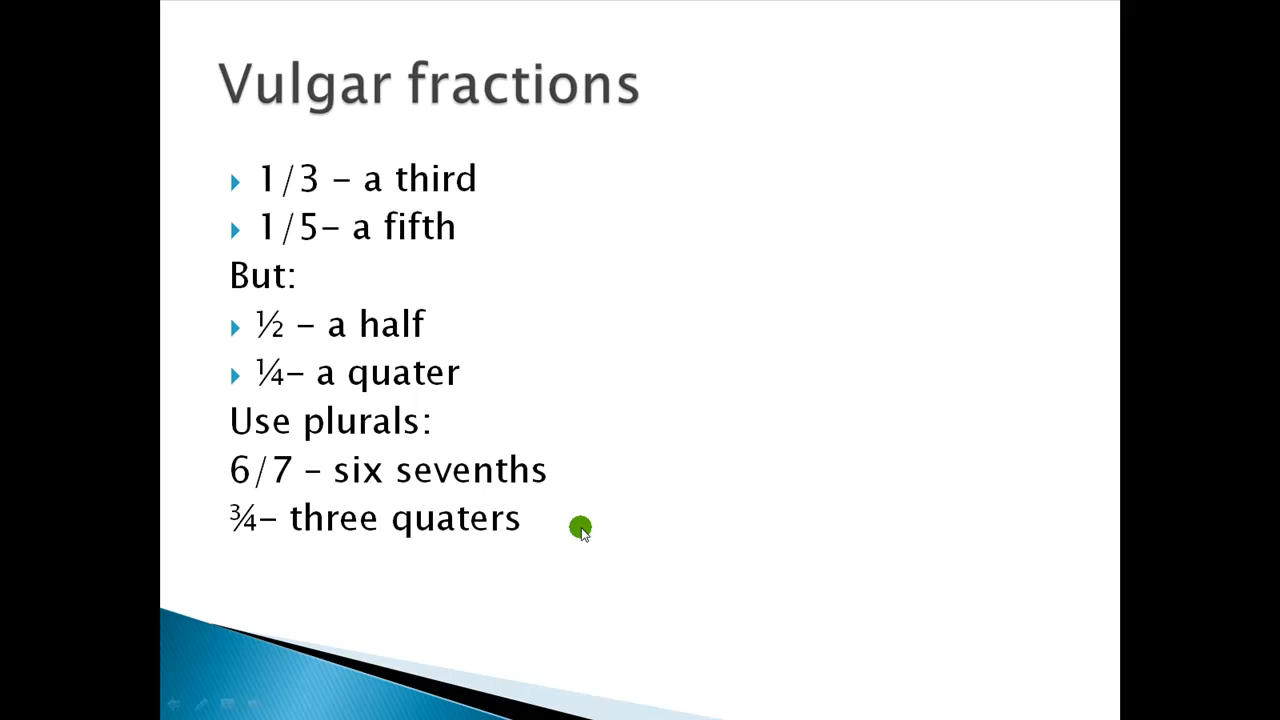 Vulgar fractions
1/3 – a third
1/5– a fifth
But:
½ – a half
¼– a quater
Use plurals:
6/7 – six sevenths
¾– three quaters